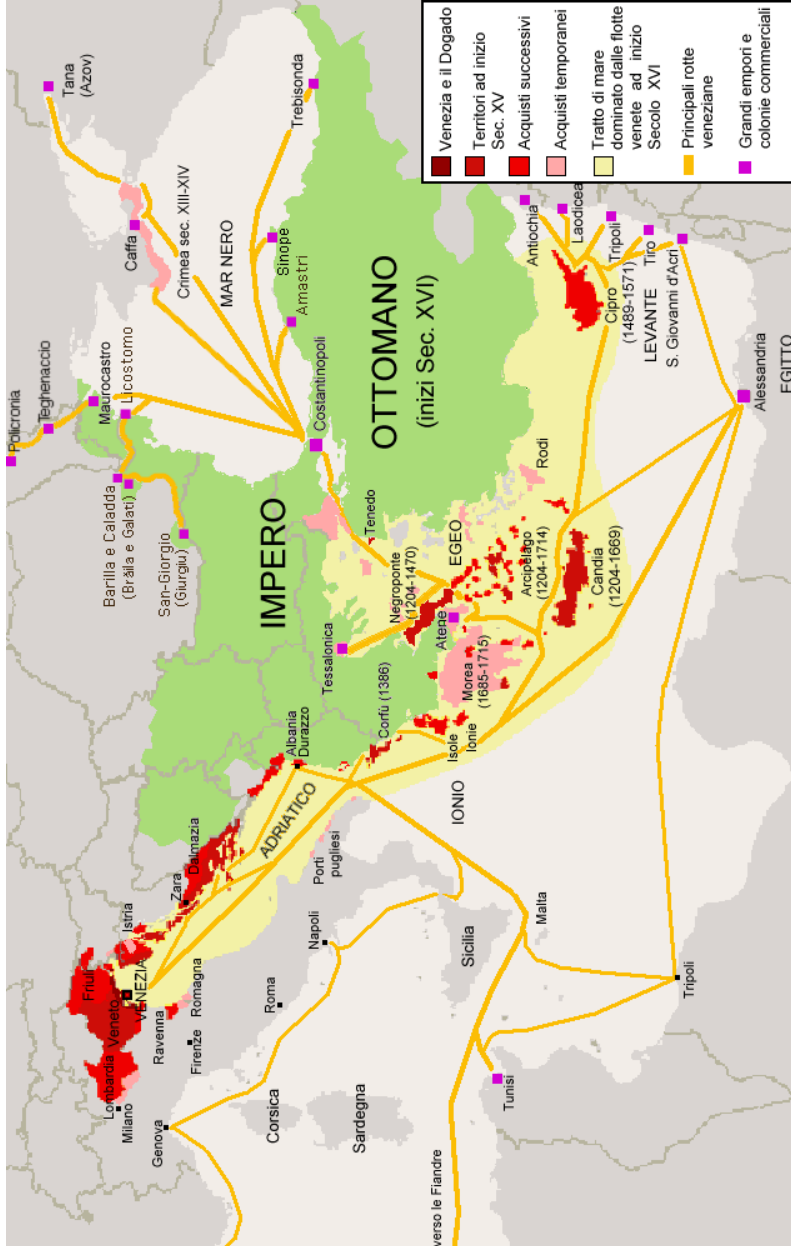 Policronia
Teghenaccio
Maurocastro
Licostomo
Barilla e Caladda
(Brăila e Galati)
San-Giorgio
(Giurgiu)
Tana
(Azov)
Caffa
Crimea sec. XIII-XIV
MAR NERO
Trebisonda
Sinope
Amastri
Costantinopoli
IMPERO
OTTOMANO
(inizi Sec. XVI)
Friuli
Lombardia
Veneto
VENEZIA
Istria
Milano
Genova
Ravenna
Romagna
Firenze
Zara
Dalmazia
ADRIATICO
Albania
Durazzo
Roma
Napoli
Porti
pugliesi
Corsica
Sardegna
Sicilia
Malta
IONIO
Tunisi
Tripoli
verso le Fiandre
Corfù (1386)
Isole
Ionie
Tessalonica
Tenedo
Negroponte
(1204-1470)
EGEO
Atene
Morea
(1685-1715)
Arcipelago
(1204-1714)
Rodi
Candia
(1204-1669)
Antiochia
Laodicea
Tripoli
Tiro
Cipro
(1489-1571)
LEVANTE
S. Giovanni d'Acri
Alessandria
EGITTO
Venezia e il Dogado
Territori ad inizio
Sec. XV
Acquisti successivi
Acquisti temporanei
Tratto di mare
dominato dalle flotte
venete ad inizio
Secolo XVI
Principali rotte
veneziane
Grandi empori e
colonie commerciali